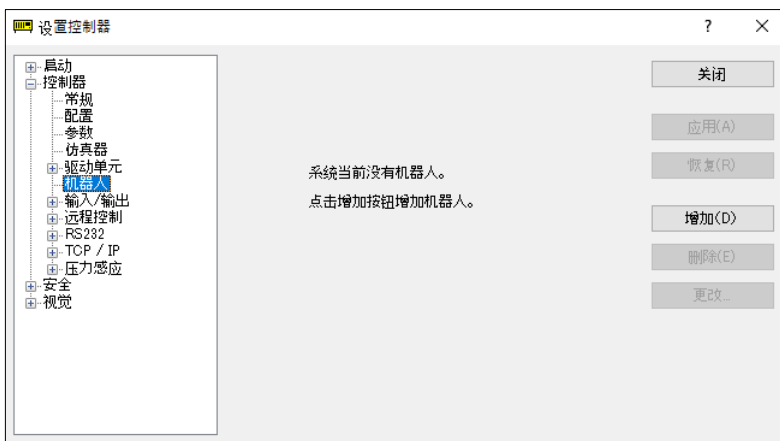 设置控制器
? ×
启动
控制器
常规
配置
参数
仿真器
驱动单元
机器人
输入/输出
远程控制
RS232
TCP / IP
压力感应
安全
视觉
系统当前没有机器人。
点击增加按钮增加机器人。
关闭
应用(A)
恢复(R)
增加(D)
删除(E)
更改...